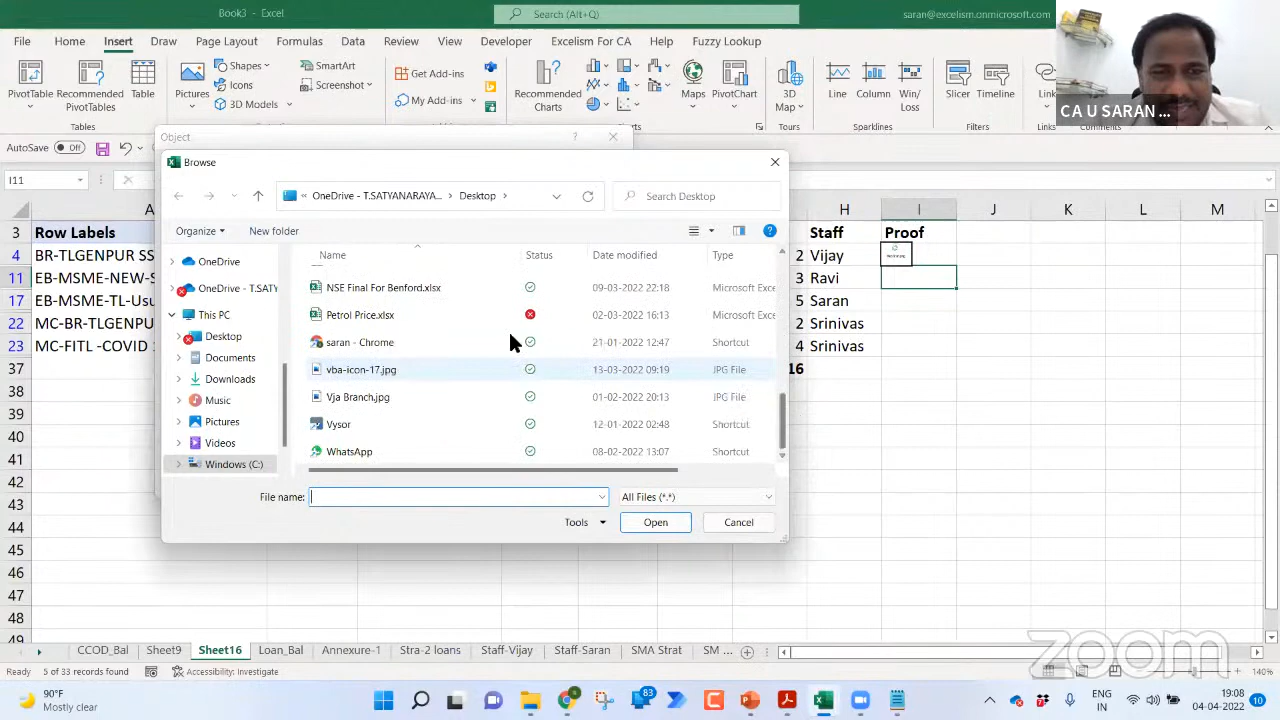 Book3 - Excel
Search (Alt+Q)
saran@excelism.onmicrosoft.com
File Home Insert Draw Page Layout Formulas Data Review View Developer Excelism For CA Help Fuzzy Lookup
PivotTable Recommended PivotTables Table
Tables
Pictures
Shapes
Icons
3D Models
SmartArt
Screenshot
Get Add-ins
My Add-ins
Recommended Charts
Maps PivotChart
3D Map
Tours
Line Column Win/Loss
Sparklines
Slicer Timeline
Filters
Link
Comments
CA U SARAN ...
AutoSave Off
Object
?
I11
Browse
OneDrive - T.SATYANARAYA... Desktop
Search Desktop
Organize
New folder
OneDrive
OneDrive - T.SATY
This PC
Desktop
Documents
Downloads
Music
Pictures
Videos
Windows (C:)
Name Status Date modified Type
NSE Final For Benford.xlsx 09-03-2022 22:18 Microsoft Exce
Petrol Price.xlsx 02-03-2022 16:13 Microsoft Exce
saran - Chrome 21-01-2022 12:47 Shortcut
vba-icon-17.jpg 13-03-2022 09:19 JPG File
Vja Branch.jpg 01-02-2022 20:13 JPG File
Vysor 12-01-2022 02:48 Shortcut
WhatsApp 08-02-2022 13:07 Shortcut
File name:
All Files (*.*)
Tools
Open
Cancel
A H I J K L M
3 Row Labels Staff Proof
4 BR-TLGENPUR SS 2 Vijay
11 EB-MSME-NEW-S 3 Ravi
17 EB-MSME-TL-Usu 5 Saran
22 MC-BR-TLGENPU 2 Srinivas
23 MC-FITL -COVID 4 Srinivas
37 16
38
39
40
41
42
43
44
45
46
47
48
49
CCOD_Bal Sheet9 Sheet16 Loan_Bal Staff-Saran SMA Strat SM ...
zoom
Ready 5 of 33 records found Accessibility: Investigate
140%
90°F
Mostly clear
83
ENG
IN
19:08
04-04-2022
10